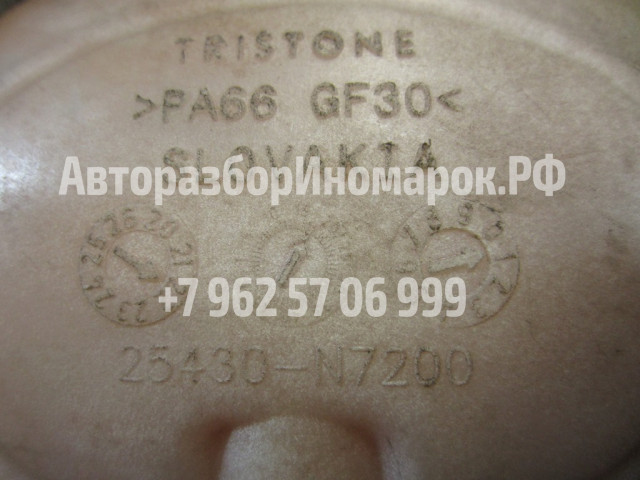 TRISTONE
>PA66 GF30<
SLOVAKIA
АвторазборИномарок.РФ
+7 962 57 06 999
25430-N7200